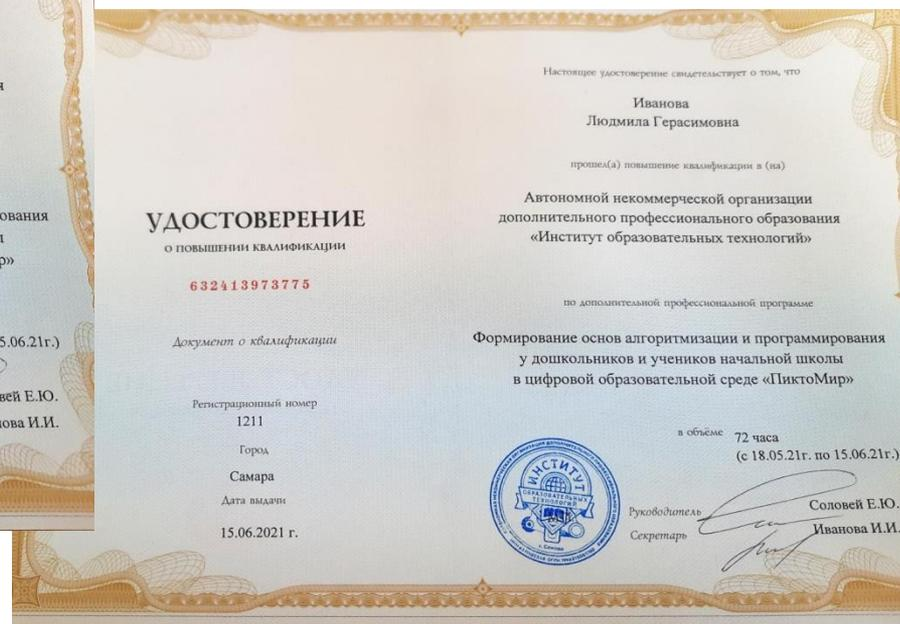 ования
р»
5.06.21г.)
вей Е.Ю.
ова И.И.
УДОСТОВЕРЕНИЕ
О ПОВЫШЕНИИ КВАЛИФИКАЦИИ
632413973775
Документ о квалификации
Регистрационный номер
1211
Город
Самара
Дата выдачи
15.06.2021 г.
Настоящее удостоверение свидетельствует о том, что
Иванова
Людмила Герасимовна
прошел(а) повышение квалификации в (на)
Автономной некоммерческой организации
дополнительного профессионального образования
«Институт образовательных технологий»
по дополнительной профессиональной программе
Формирование основ алгоритмизации и программирования
у дошкольников и учеников начальной школы
в цифровой образовательной среде «ПиктоМир»
в объёме 72 часа
(с 18.05.21г. по 15.06.21г.)
ИНСТИТУТ
ОБРАЗОВАТЕЛЬНЫХ
ТЕХНОЛОГИЙ
Руководитель Соловей Е.Ю.
Секретарь Иванова И.И.